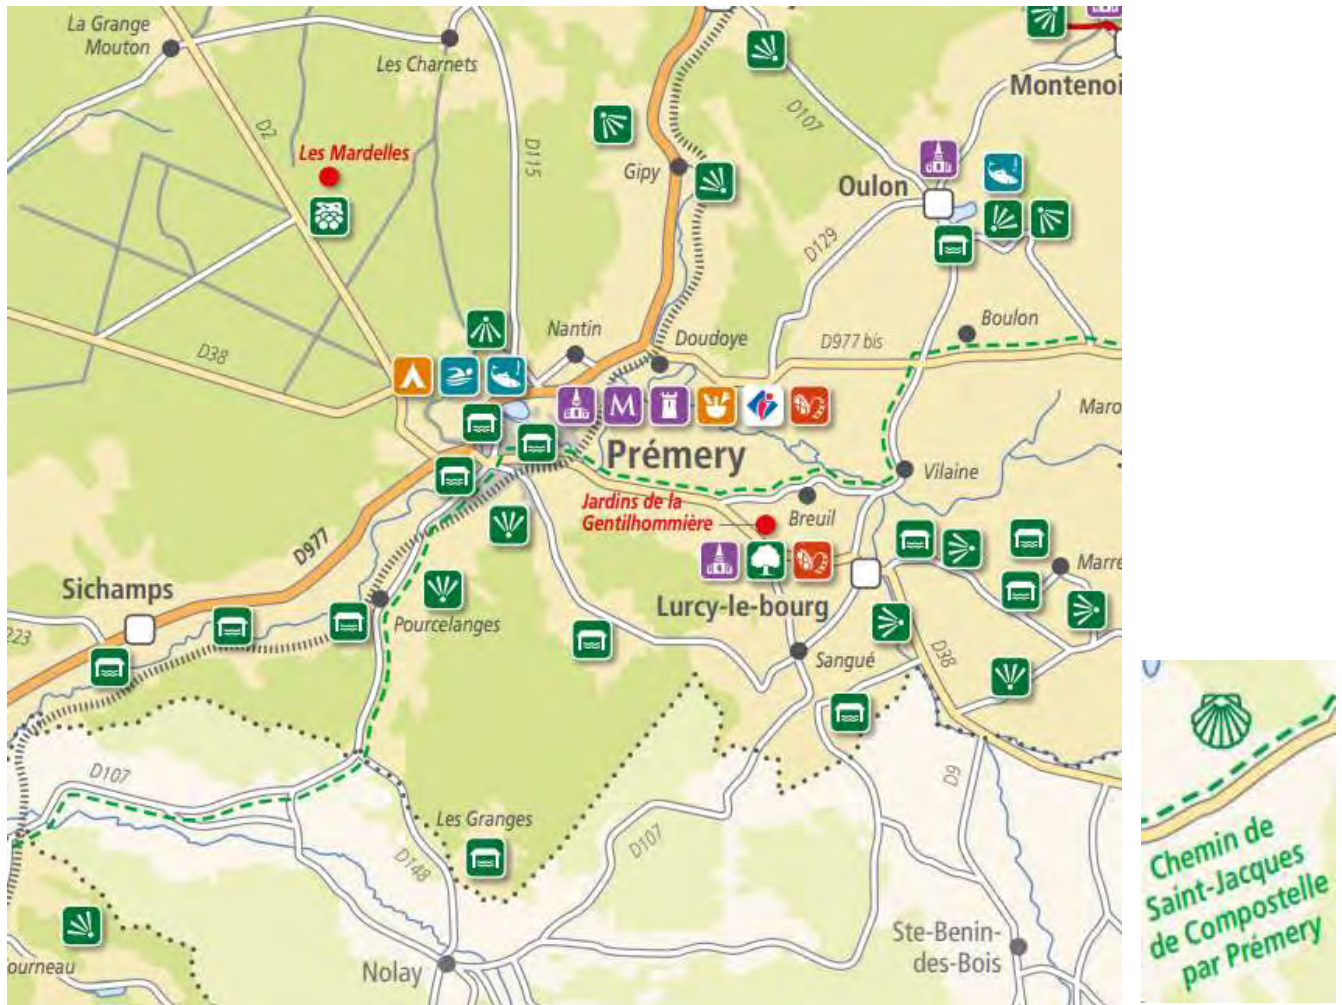 La Grange
Mouton
Les Charnets
D2
D115
Les Mardelles
Gipy
D107
Montenoi
Oulon
D129
Boulon
Nantin
Doudoye
D977 bis
D38
M
Maro
Prémery
Vilaine
Jardins de la
Gentilhommière
Breuil
D977
Sichamps
Marre
Lurcy-le-bourg
223
Pourcelanges
Sangué
D38
D107
D9
Les Granges
D107
D148
Ste-Benin-
des-Bois
Nolay
ourneau
Chemin de
Saint-Jacques
de Compostelle
par Prémery